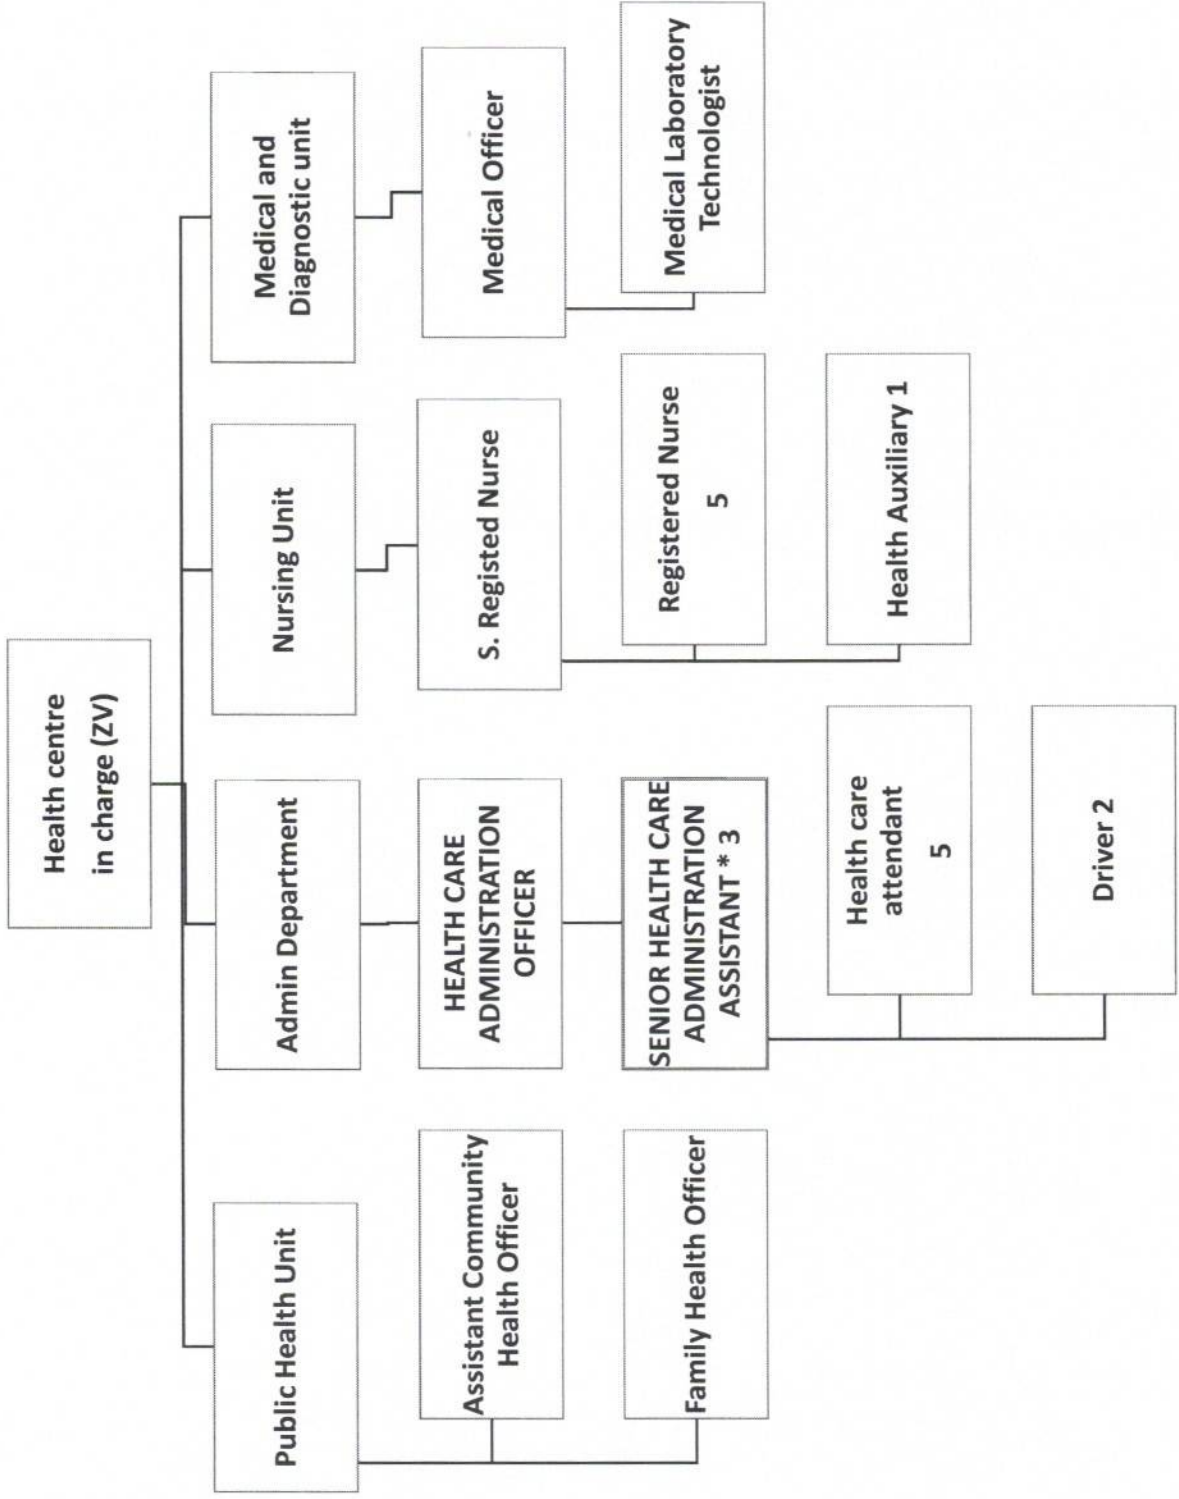 Health centre
in charge (ZV)
Public Health Unit
Admin Department
Nursing Unit
Medical and
Diagnostic unit
Assistant Community
Health Officer
HEALTH CARE
ADMINISTRATION
OFFICER
S. Registed Nurse
Medical Officer
Family Health Officer
SENIOR HEALTH CARE
ADMINISTRATION
ASSISTANT * 3
Registered Nurse
5
Medical Laboratory
Technologist
Health care
attendant
5
Health Auxiliary 1
Driver 2